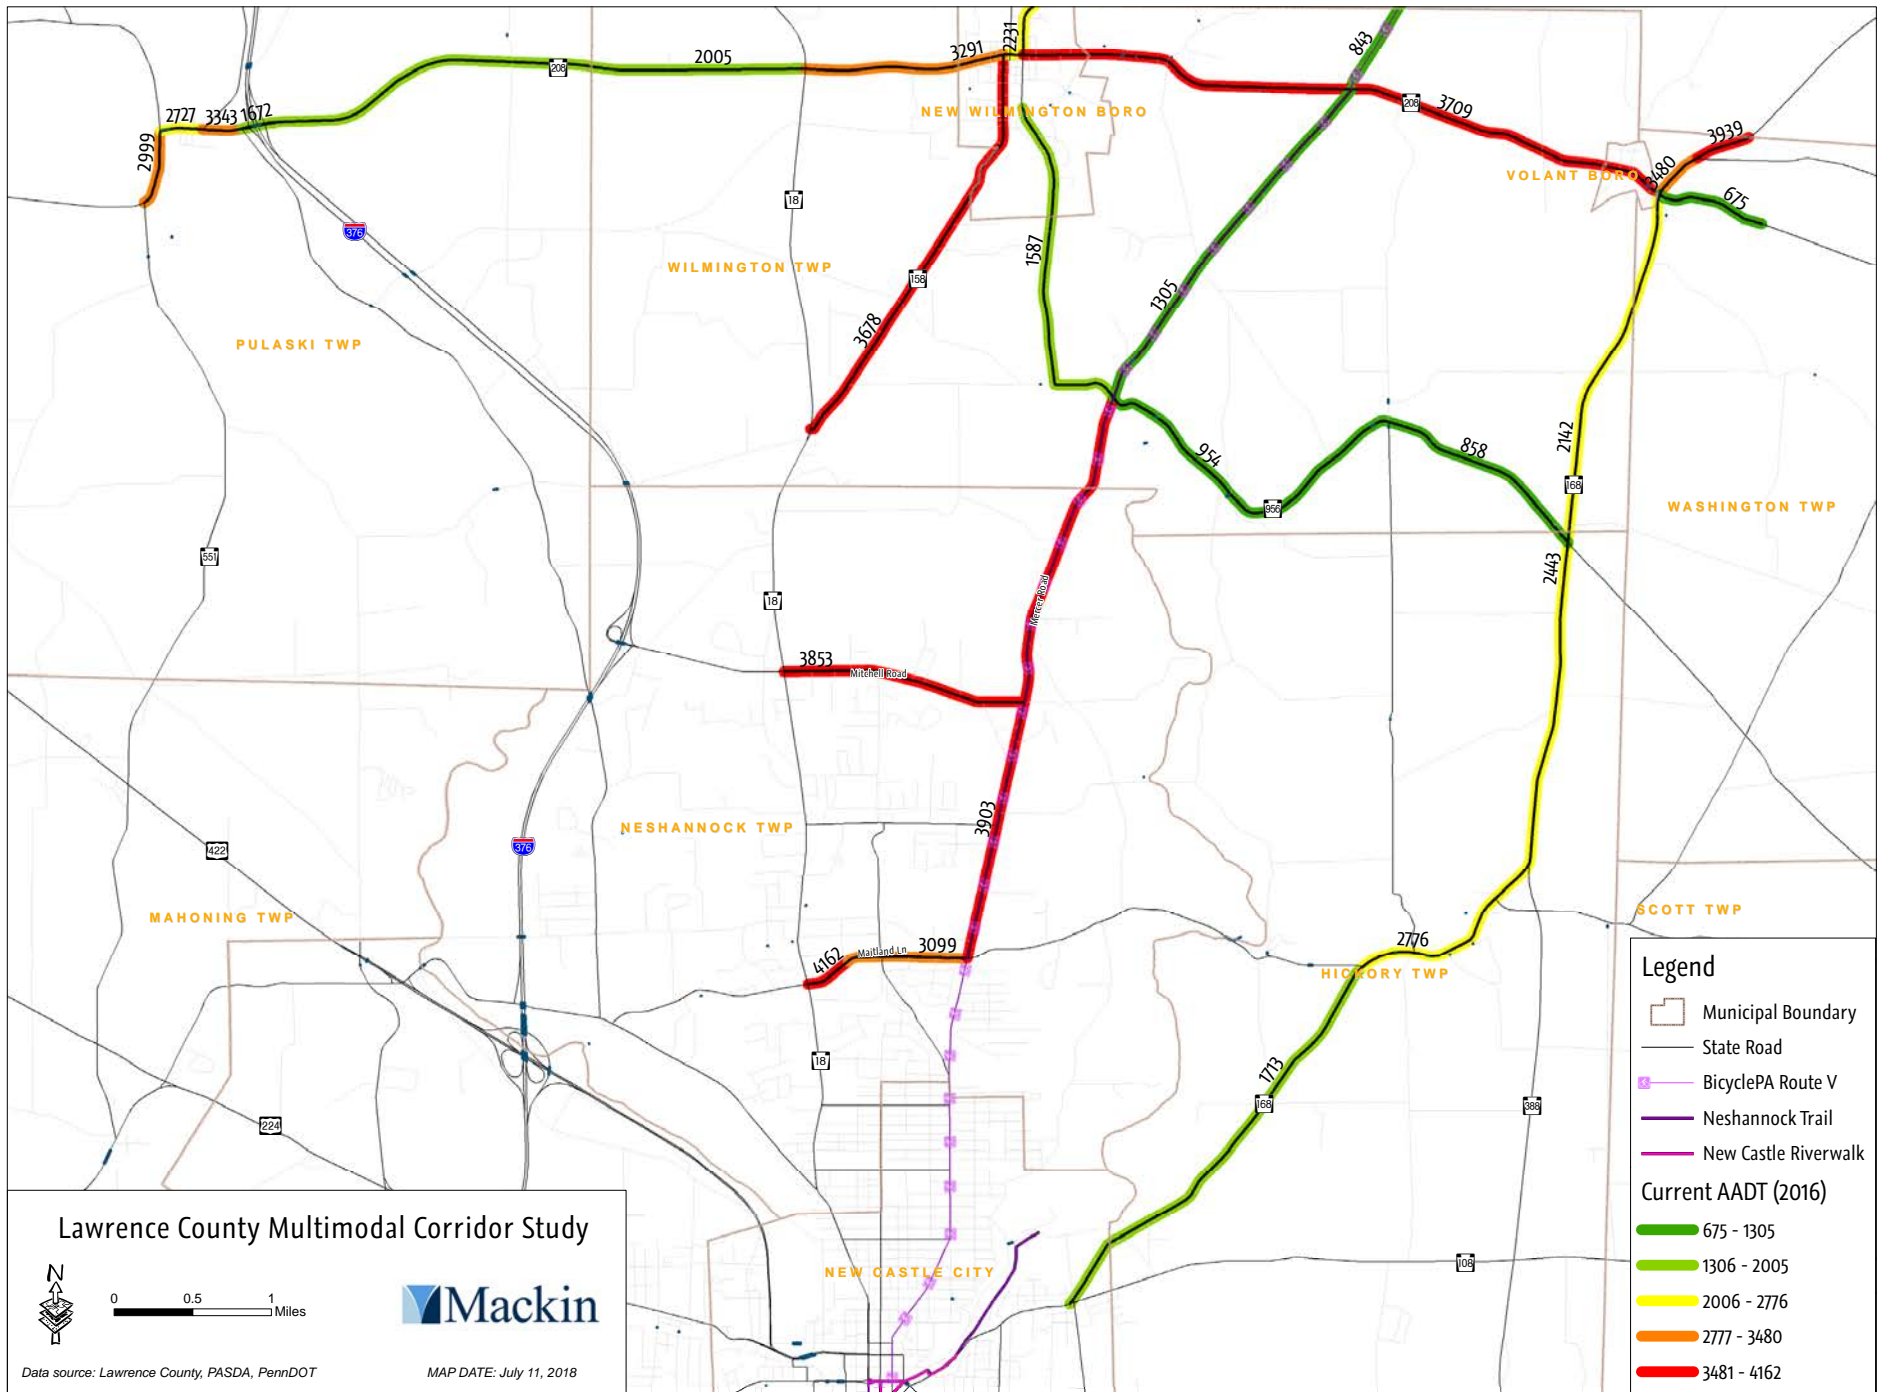 2231
843
3291
2005
208
208
3709
2727
3343
1672
NEW WILMINGTON BORO
3939
2999
VOLANT BORO
3480
18
675
376
1587
WILMINGTON TWP
158
1305
3678
PULASKI TWP
2142
954
858
168
956
WASHINGTON TWP
551
2443
18
Mercer Road
3853
Mitchell Road
3903
NESHANNOCK TWP
376
422
MAHONING TWP
SCOTT TWP
4162
Maitland Ln
3099
2776
HICKORY TWP
18
1713
168
388
224
NEW CASTLE CITY
108
Legend
Municipal Boundary
State Road
BicyclePA Route V
Neshannock Trail
New Castle Riverwalk
Current AADT (2016)
675 - 1305
1306 - 2005
2006 - 2776
2777 - 3480
3481 - 4162
Lawrence County Multimodal Corridor Study
N
0 0.5 1
Miles
Mackin
Data source: Lawrence County, PASDA, PennDOT
MAP DATE: July 11, 2018